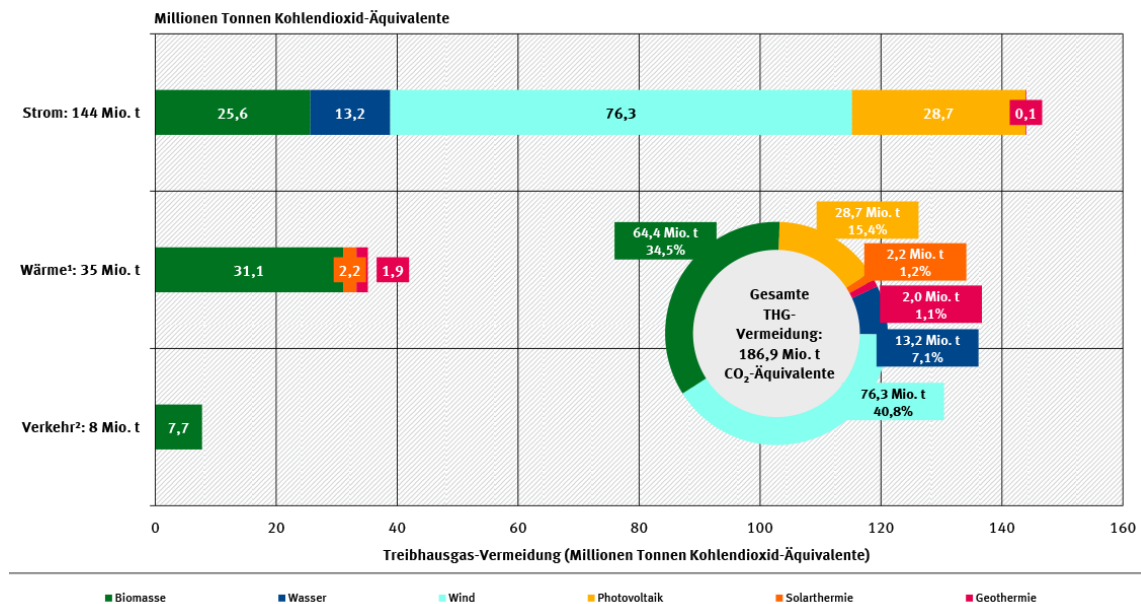 Millionen Tonnen Kohlendioxid-Äquivalente
Strom: 144 Mio. t
25,6
13,2
76,3
28,7
0,1
Wärme¹: 35 Mio. t
31,1
2,2
1,9
Verkehr²: 8 Mio. t
7,7
64,4 Mio. t
34,5%
28,7 Mio. t
15,4%
2,2 Mio. t
1,2%
2,0 Mio. t
1,1%
13,2 Mio. t
7,1%
76,3 Mio. t
40,8%
Gesamte
THG-
Vermeidung:
186,9 Mio. t
CO₂-Äquivalente
0 20 40 60 80 100 120 140 160
Treibhausgas-Vermeidung (Millionen Tonnen Kohlendioxid-Äquivalente)
Biomasse Wasser Wind Photovoltaik Solarthermie Geothermie